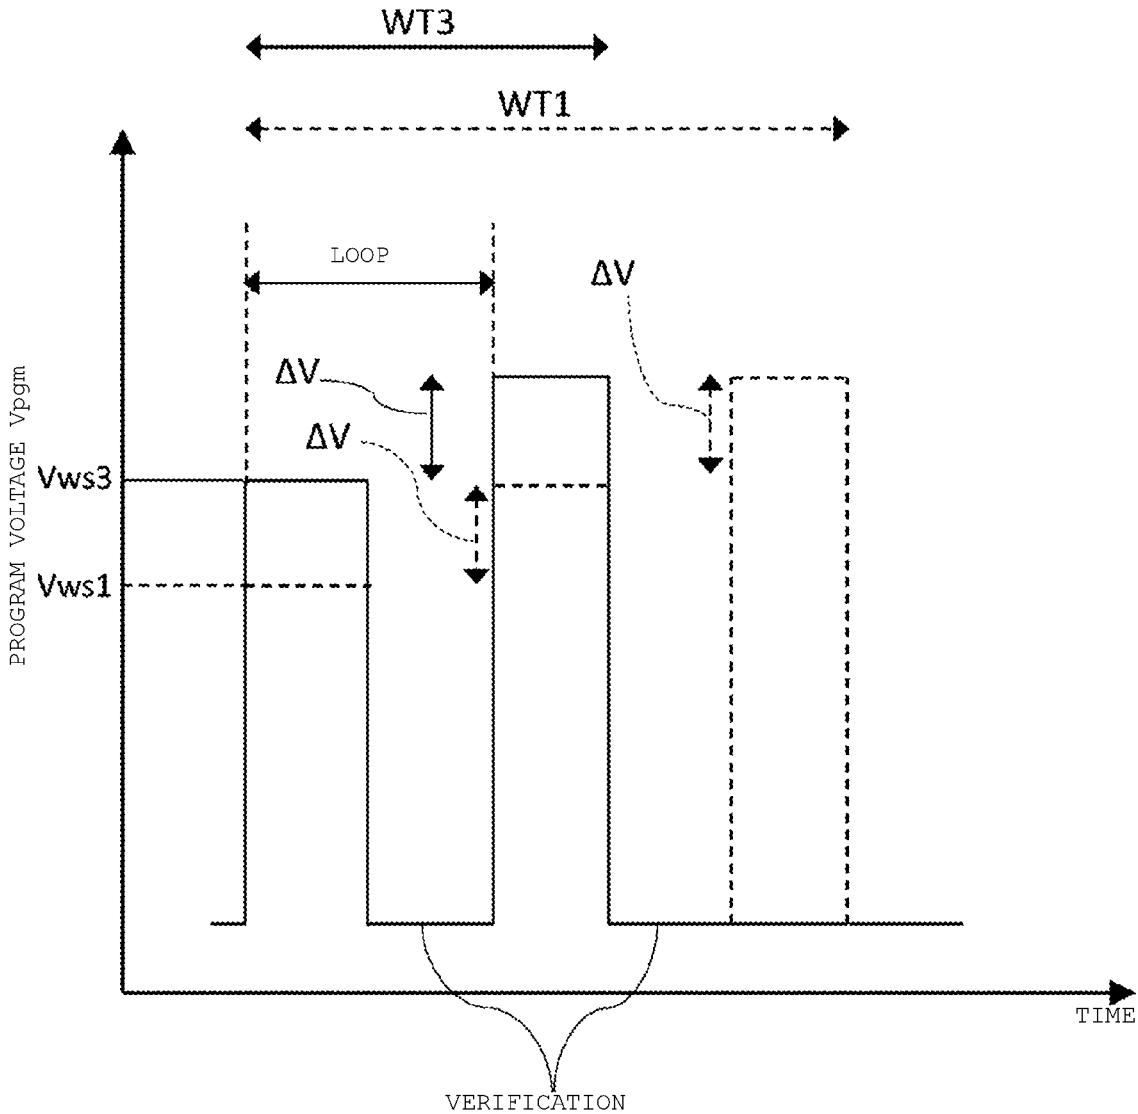 WT3
WT1
LOOP
ΔV
ΔV
ΔV
PROGRAM VOLTAGE Vpgm
Vws3
Vws1
TIME
VERIFICATION